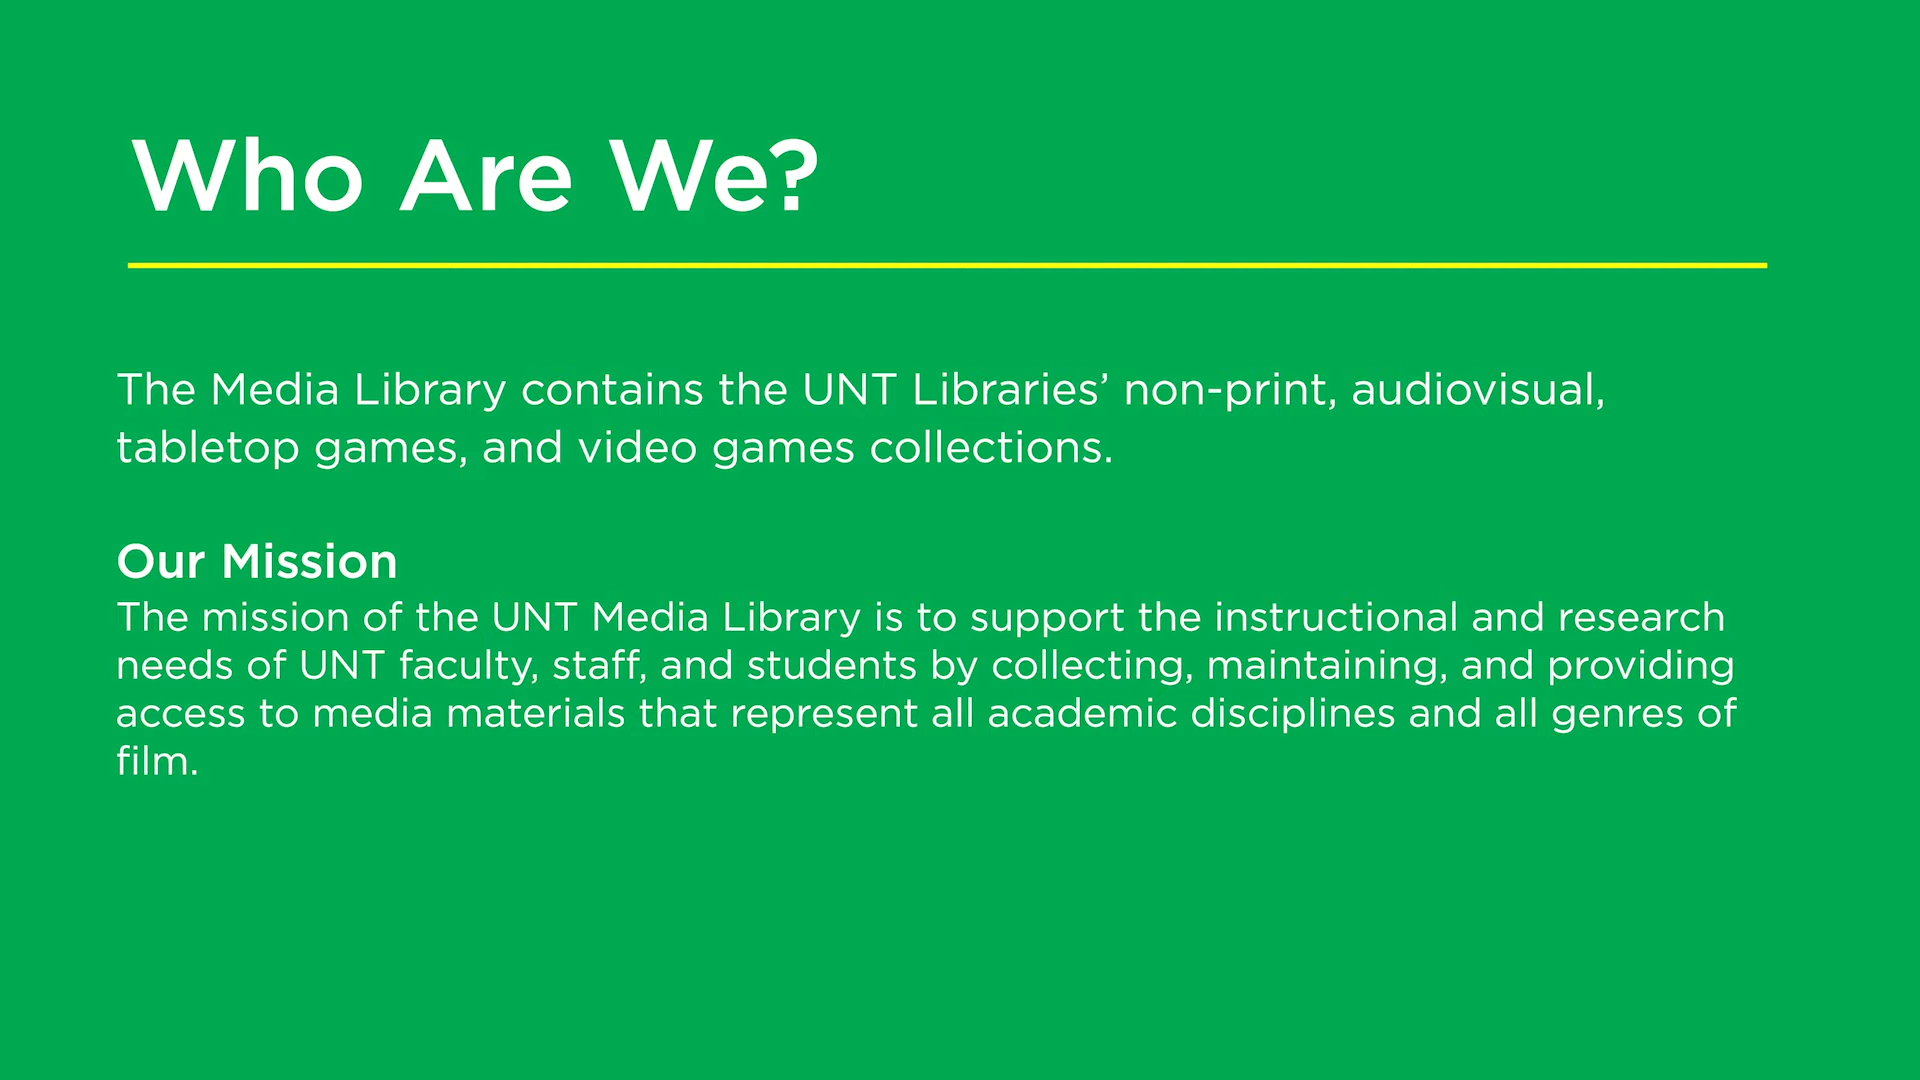 Who Are We?
The Media Library contains the UNT Libraries’ non-print, audiovisual,
tabletop games, and video games collections.
Our Mission
The mission of the UNT Media Library is to support the instructional and research
needs of UNT faculty, staff, and students by collecting, maintaining, and providing
access to media materials that represent all academic disciplines and all genres of
film.